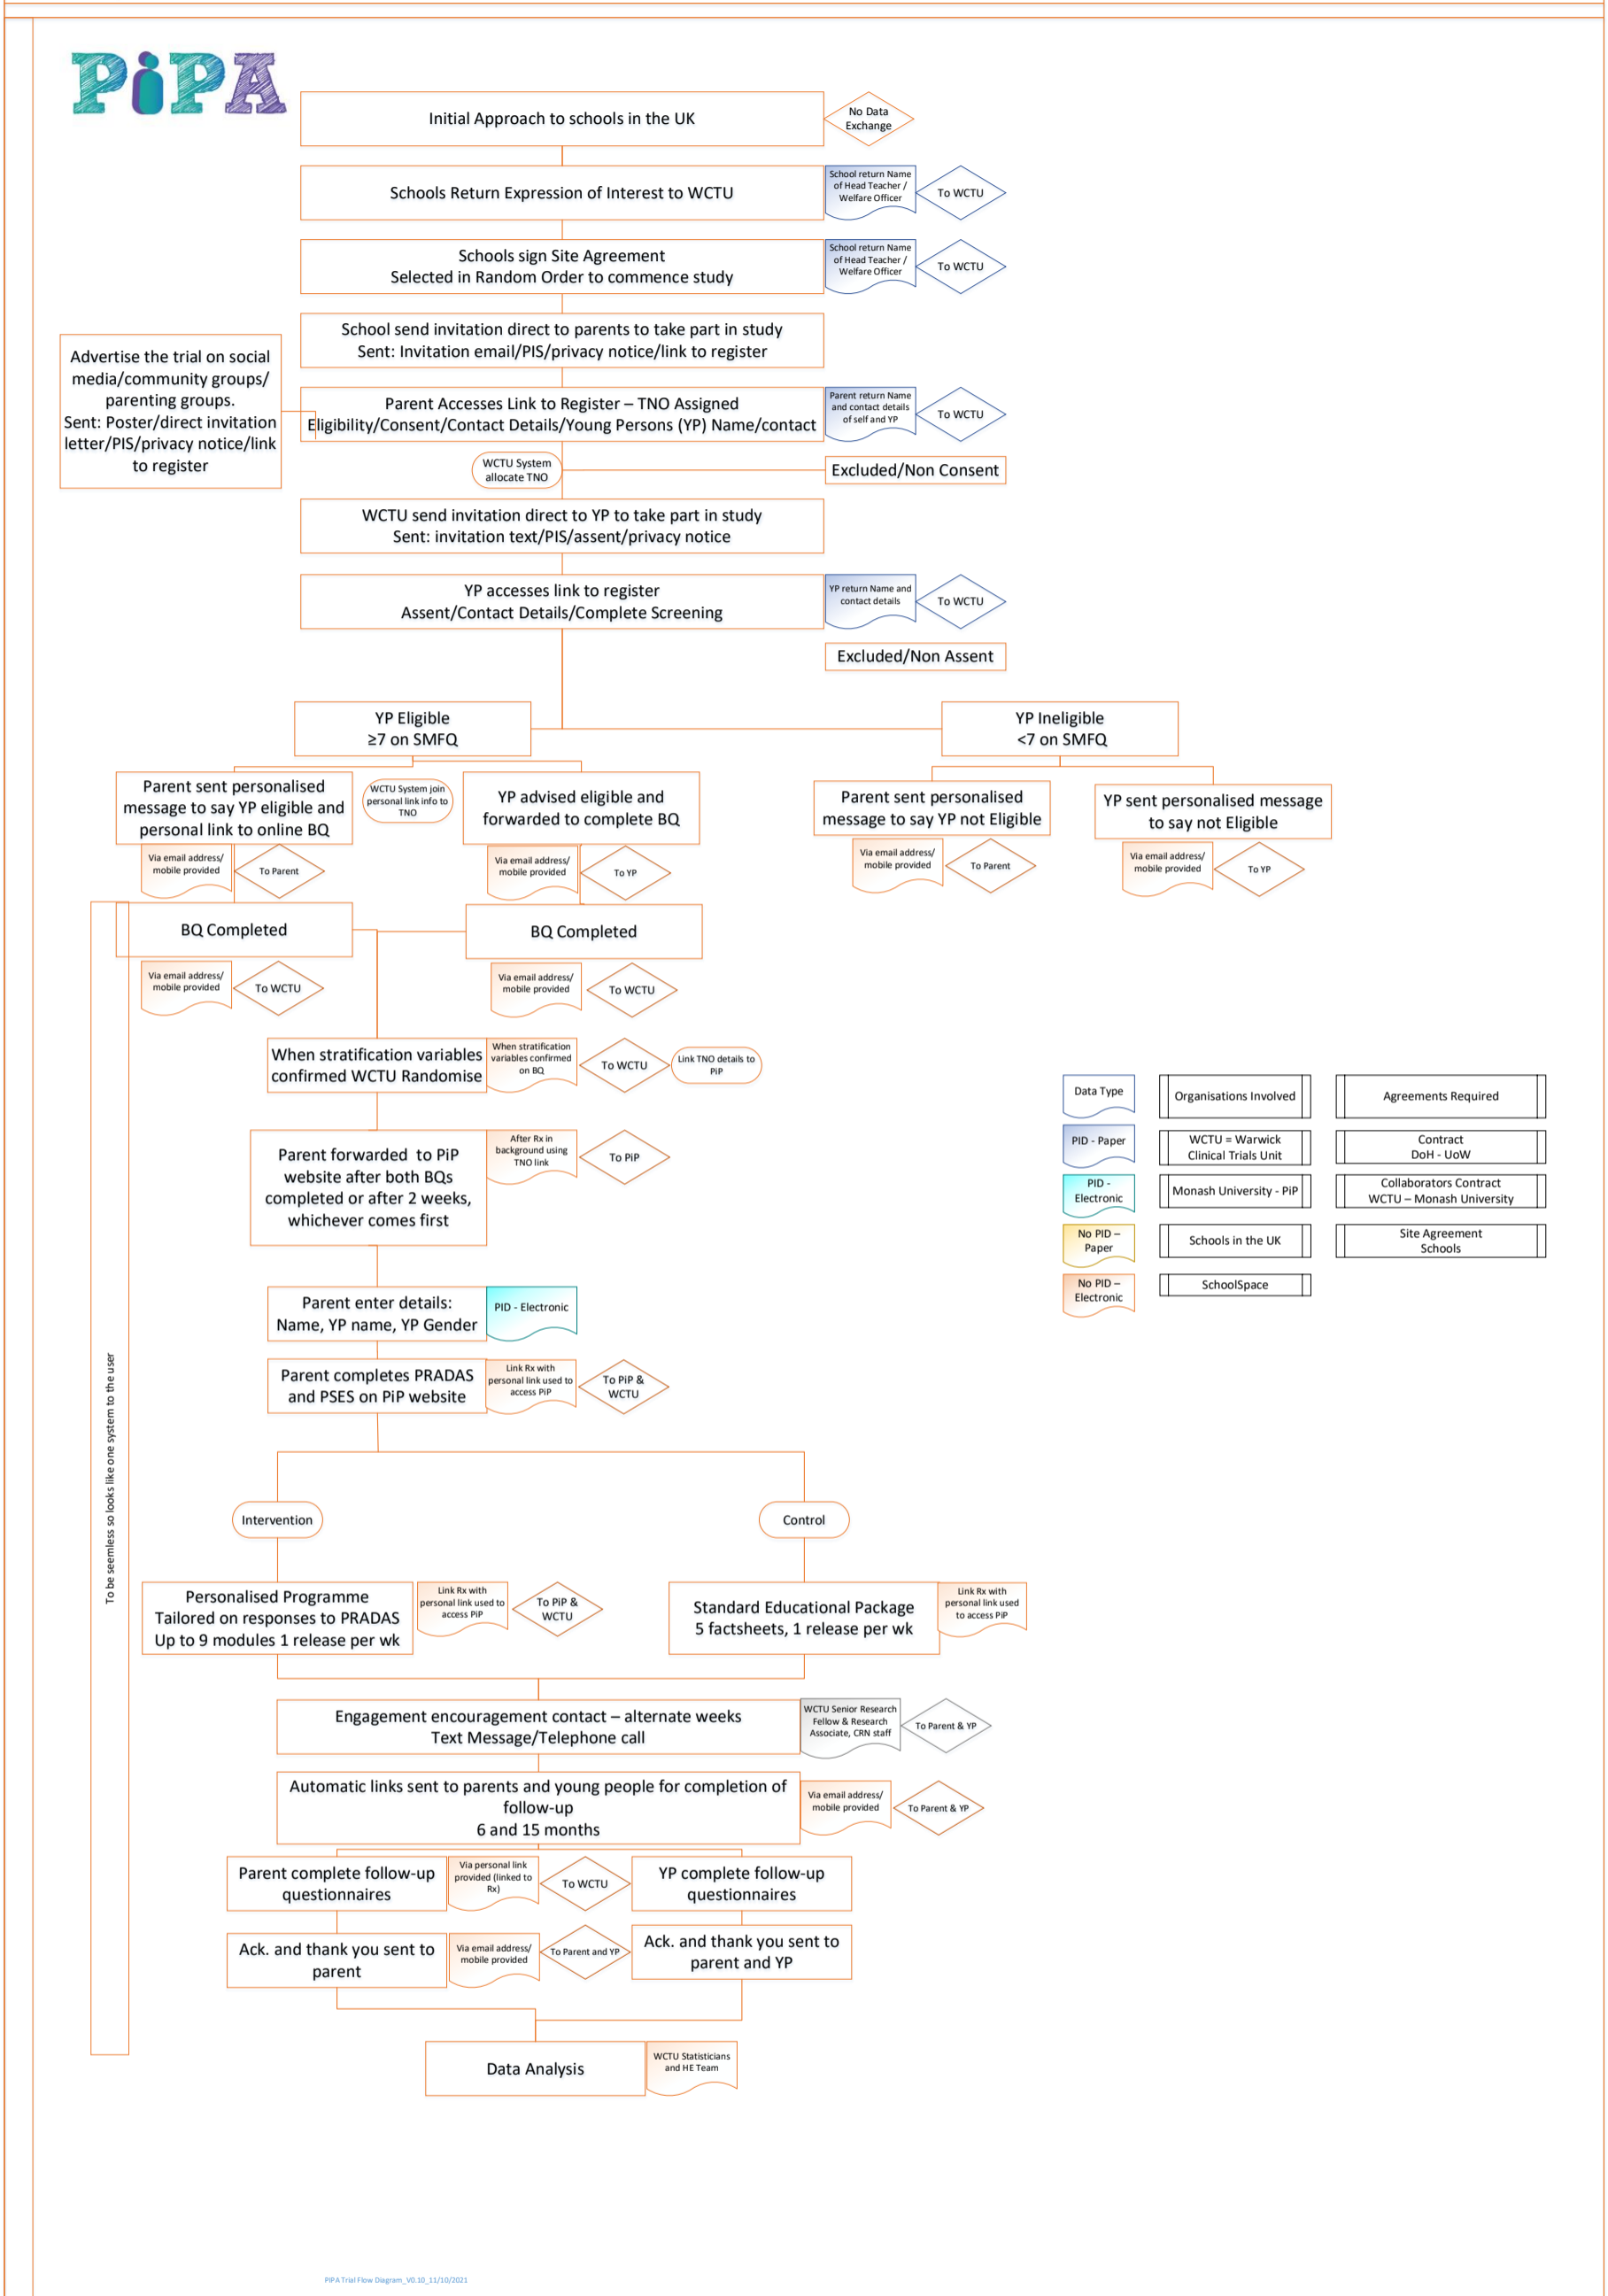 PiPA
Initial Approach to schools in the UK
No Data
Exchange
Schools Return Expression of Interest to WCTU
School return Name
of Head Teacher /
Welfare Officer
To WCTU
Schools sign Site Agreement
Selected in Random Order to commence study
School return Name
of Head Teacher /
Welfare Officer
To WCTU
School send invitation direct to parents to take part in study
Sent: Invitation email/PIS/privacy notice/link to register
Advertise the trial on social
media/community groups/
parenting groups.
Sent: Poster/direct invitation
letter/PIS/privacy notice/link
to register
Parent Accesses Link to Register – TNO Assigned
Eligibility/Consent/Contact Details/Young Persons (YP) Name/contact
Parent return Name
and contact details
of self and YP
To WCTU
WCTU System
allocate TNO
Excluded/Non Consent
WCTU send invitation direct to YP to take part in study
Sent: invitation text/PIS/assent/privacy notice
YP accesses link to register
Assent/Contact Details/Complete Screening
YP return Name and
contact details
To WCTU
Excluded/Non Assent
YP Eligible
≥7 on SMFQ
YP Ineligible
<7 on SMFQ
Parent sent personalised
message to say YP eligible and
personal link to online BQ
WCTU System join
personal link info to
TNO
YP advised eligible and
forwarded to complete BQ
Parent sent personalised
message to say YP not Eligible
YP sent personalised message
to say not Eligible
Via email address/
mobile provided
To Parent
Via email address/
mobile provided
To YP
Via email address/
mobile provided
To Parent
Via email address/
mobile provided
To YP
BQ Completed
BQ Completed
Via email address/
mobile provided
To WCTU
Via email address/
mobile provided
To WCTU
When stratification variables
confirmed WCTU Randomise
When stratification
variables confirmed
on BQ
To WCTU
Link TNO details to
PiP
Parent forwarded to PiP
website after both BQs
completed or after 2 weeks,
whichever comes first
After Rx in
background using
TNO link
To PiP
Data Type
Organisations Involved
Agreements Required
PID - Paper
WCTU = Warwick
Clinical Trials Unit
Contract
DoH - UoW
PID -
Electronic
Monash University - PiP
Collaborators Contract
WCTU – Monash University
No PID –
Paper
Schools in the UK
Site Agreement
Schools
No PID –
Electronic
SchoolSpace
Parent enter details:
Name, YP name, YP Gender
PID - Electronic
Parent completes PRADAS
and PSES on PiP website
Link Rx with
personal link used to
access PiP
To PiP &
WCTU
To be seemless so looks like one system to the user
Intervention
Control
Personalised Programme
Tailored on responses to PRADAS
Up to 9 modules 1 release per wk
Link Rx with
personal link used to
access PiP
To PiP &
WCTU
Standard Educational Package
5 factsheets, 1 release per wk
Link Rx with
personal link used
to access PiP
Engagement encouragement contact – alternate weeks
Text Message/Telephone call
WCTU Senior Research
Fellow & Research
Associate, CRN staff
To Parent & YP
Automatic links sent to parents and young people for completion of
follow-up
6 and 15 months
Via email address/
mobile provided
To Parent & YP
Parent complete follow-up
questionnaires
Via personal link
provided (linked to
Rx)
To WCTU
YP complete follow-up
questionnaires
Ack. and thank you sent to
parent
Via email address/
mobile provided
To Parent and YP
Ack. and thank you sent to
parent and YP
Data Analysis
WCTU Statisticians
and HE Team
PIPA Trial Flow Diagram_V0.10_11/10/2021